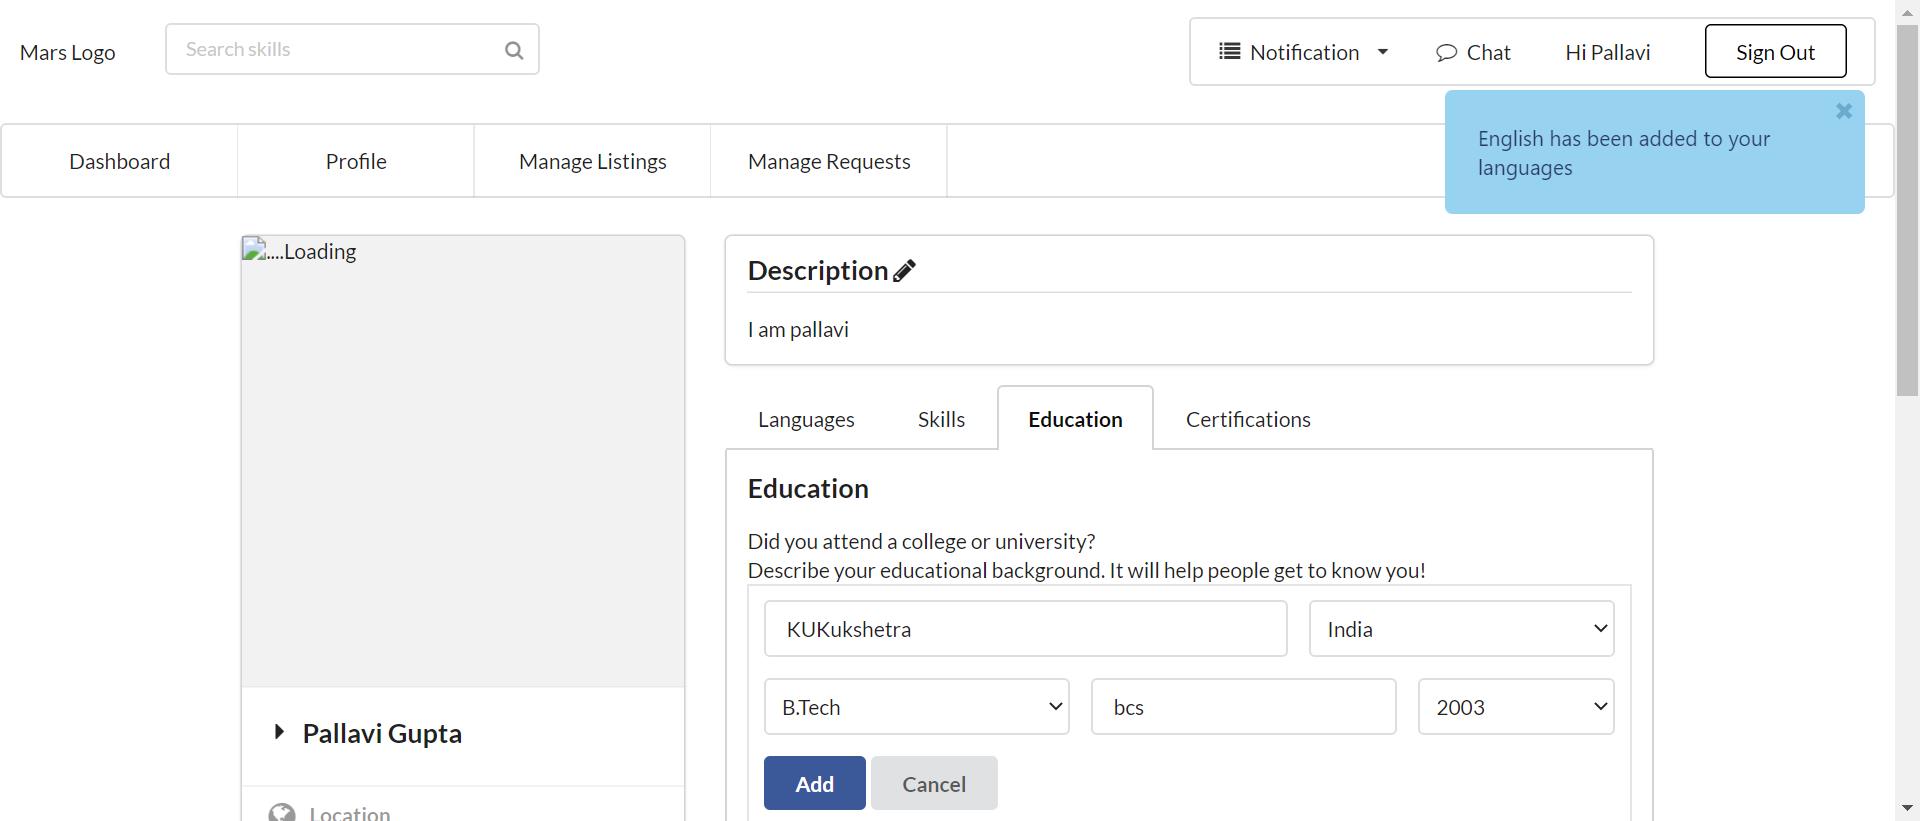 Mars Logo
Search skills
Notification
Chat
Hi Pallavi
Sign Out
English has been added to your
languages
Dashboard
Profile
Manage Listings
Manage Requests
....Loading
Pallavi Gupta
Location
Description
I am pallavi
Languages
Skills
Education
Certifications
Education
Did you attend a college or university?
Describe your educational background. It will help people get to know you!
KUKukshetra
India
B.Tech
bcs
2003
Add
Cancel